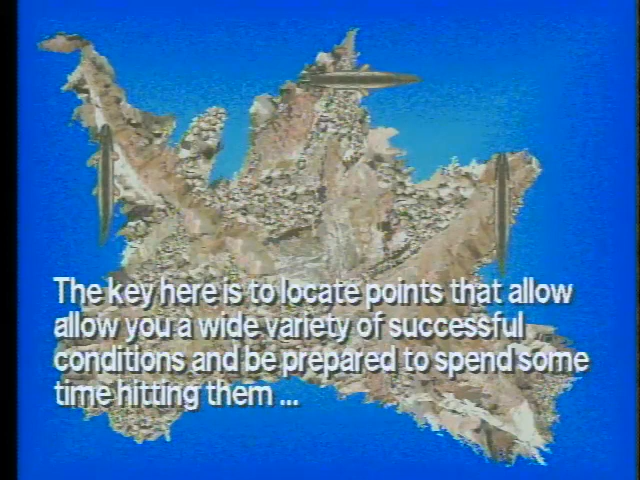 The key here is to locate points that allow
allow you a wide variety of successful
conditions and be prepared to spend some
time hitting them ...